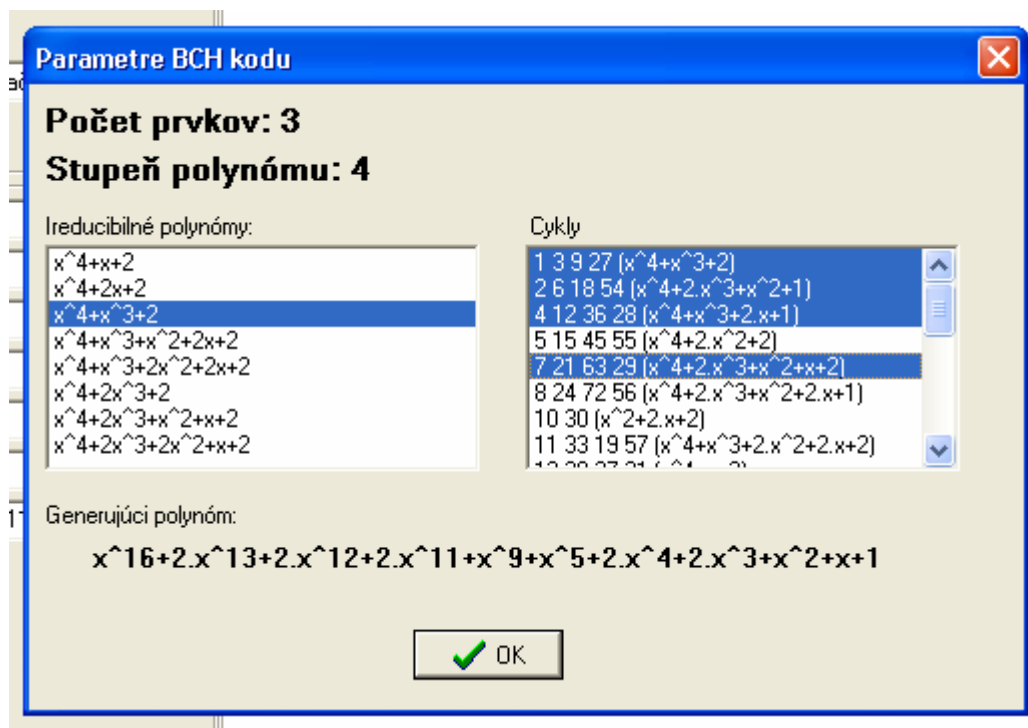 Parametre BCH kodu
Počet prvkov: 3
Stupeň polynómu: 4
Ireducibilné polynómy:
x^4+x+2
x^4+2x+2
x^4+x^3+2
x^4+x^3+x^2+2x+2
x^4+x^3+2x^2+2x+2
x^4+2x^3+2
x^4+2x^3+x^2+x+2
x^4+2x^3+2x^2+x+2
Cykly
1 3 9 27 (x^4+x^3+2)
2 6 18 54 (x^4+2.x^3+x^2+1)
4 12 36 28 (x^4+x^3+2.x+1)
5 15 45 55 (x^4+2.x^2+2)
7 21 63 29 (x^4+2.x^3+x^2+x+2)
8 24 72 56 (x^4+2.x^3+x^2+2.x+1)
10 30 (x^2+2.x+2)
11 33 19 57 (x^4+x^3+2.x^2+2.x+2)
Generujúci polynóm:
x^16+2.x^13+2.x^12+2.x^11+x^9+x^5+2.x^4+2.x^3+x^2+x+1
OK